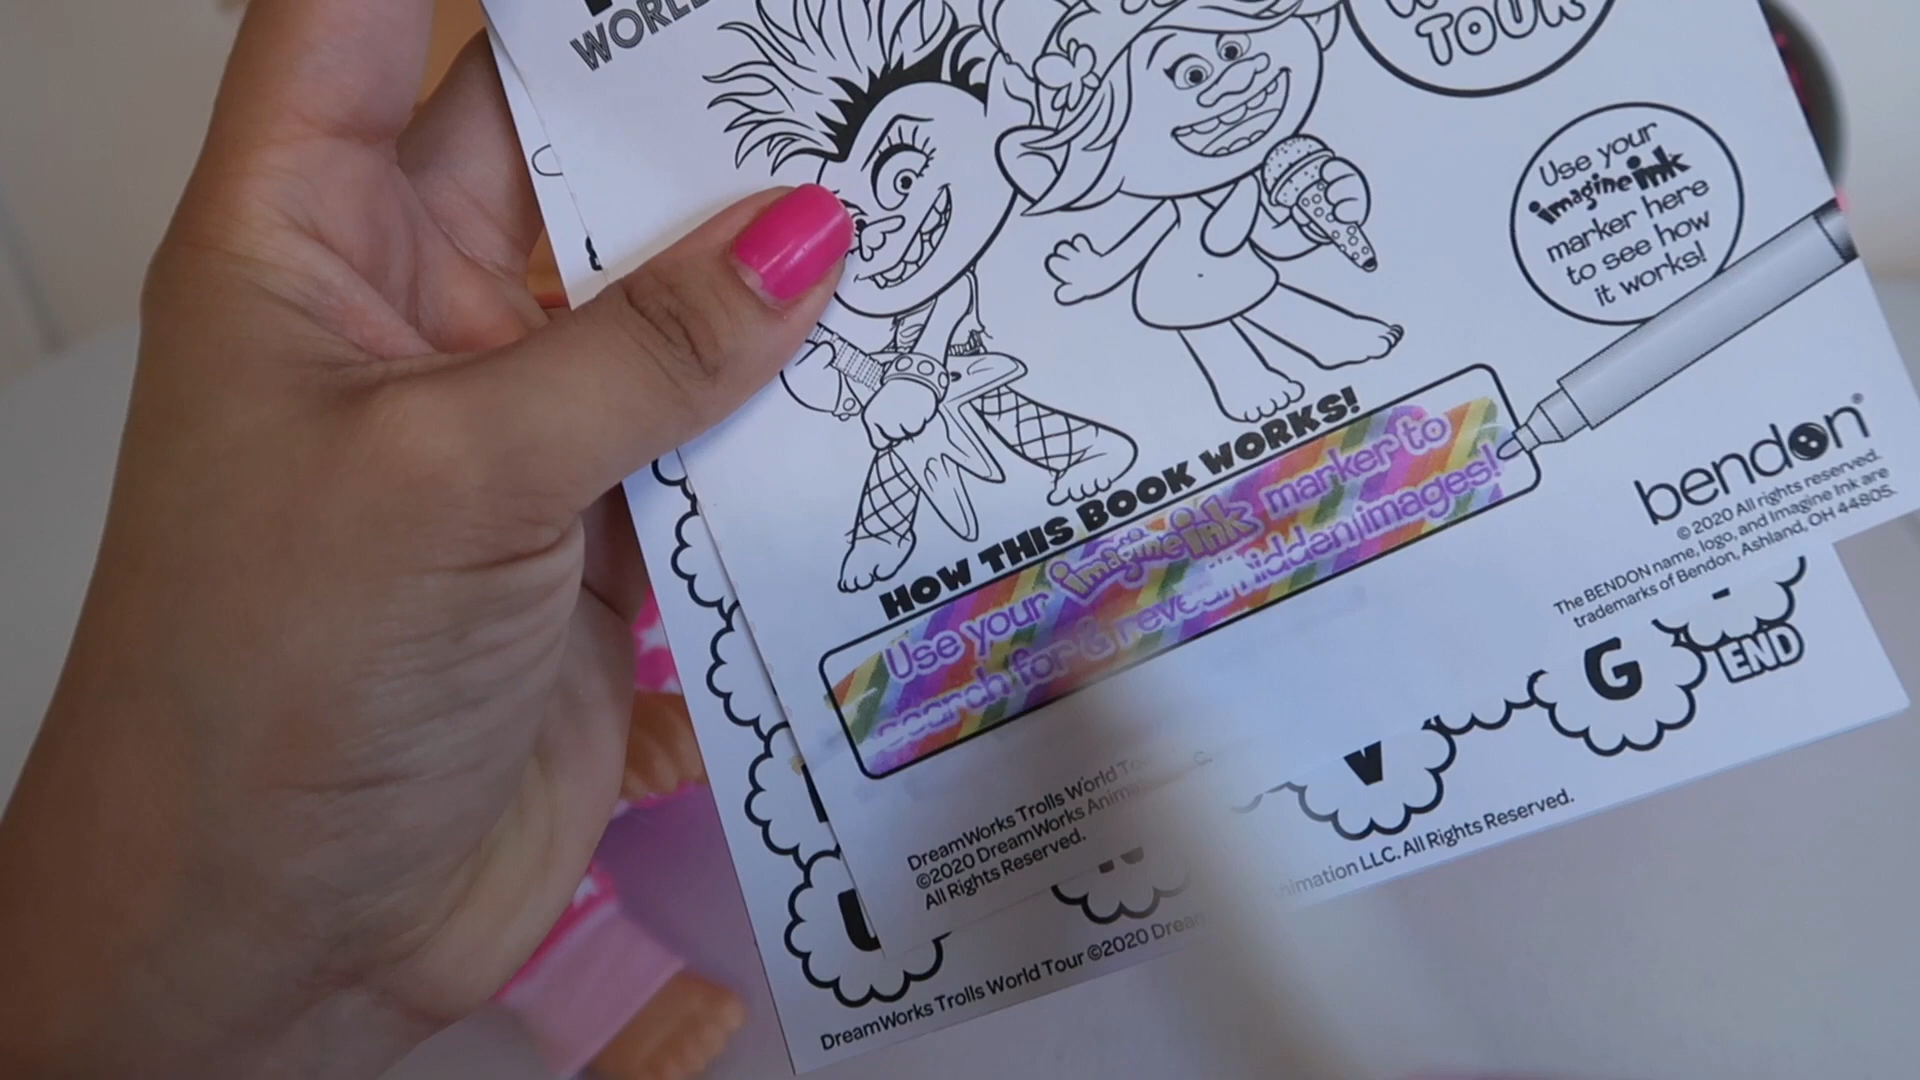 WORLD
TOUR
Use your
imagine ink
marker here
to see how
it works!
HOW THIS BOOK WORKS!
Use your imagine ink marker to
search for & reveal hidden images!
bendon®
© 2020 All rights reserved.
The BENDON name, logo, and Imagine Ink are
trademarks of Bendon, Ashland, OH 44805.
DreamWorks Trolls World
©2020 DreamWorks
All Rights Reserved.
V
G
END
DreamWorks Trolls World Tour ©2020 LLC. All Rights Reserved.